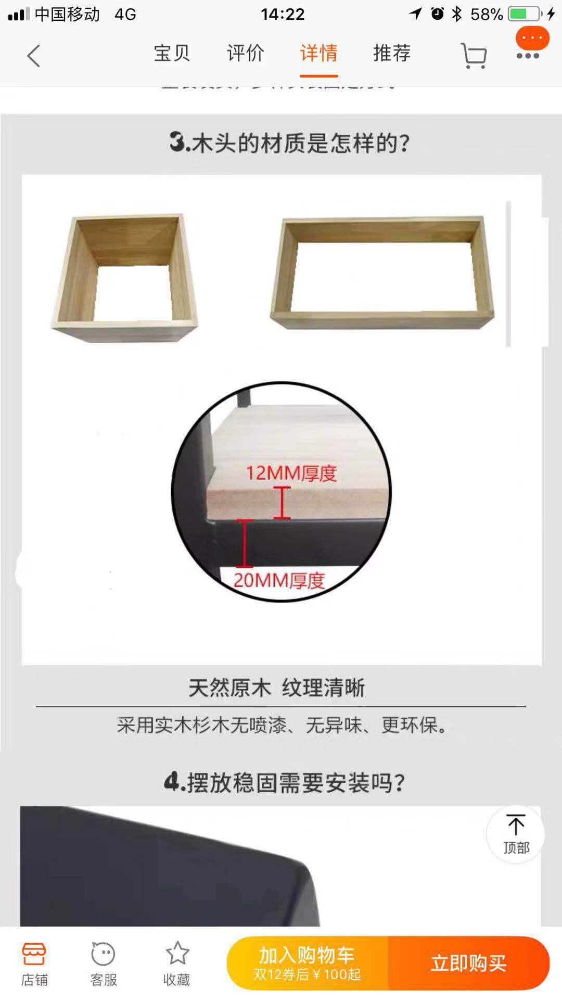 中国移动 4G 14:22 58%
宝贝 评价 详情 推荐
3.木头的材质是怎样的？
12MM厚度
20MM厚度
天然原木 纹理清晰
采用实木杉木无喷漆、无异味、更环保。
4.摆放稳固需要安装吗？
顶部
加入购物车
双12券后￥100起
立即购买
店铺 客服 收藏